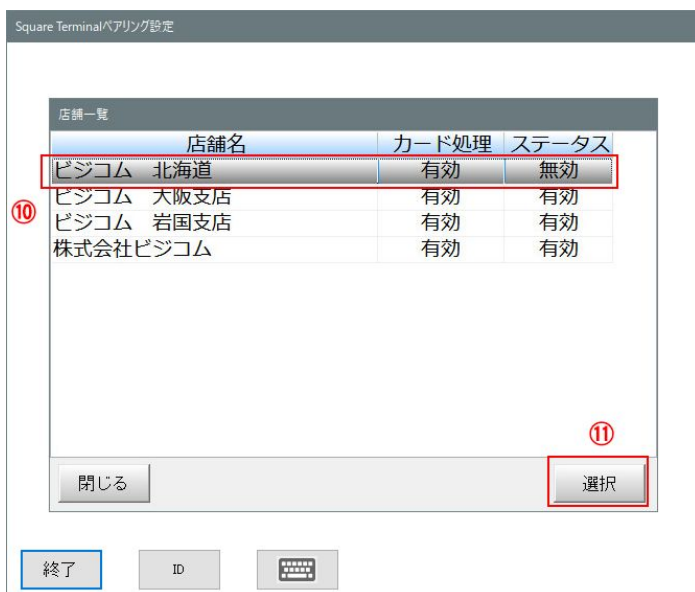 Square Terminalペアリング設定
店舗一覧
店舗名 カード処理 ステータス
ビジコム 北海道 有効 無効
⑩
ビジコム 大阪支店 有効 有効
ビジコム 岩国支店 有効 有効
株式会社ビジコム 有効 有効
⑪
閉じる 選択
終了 ID